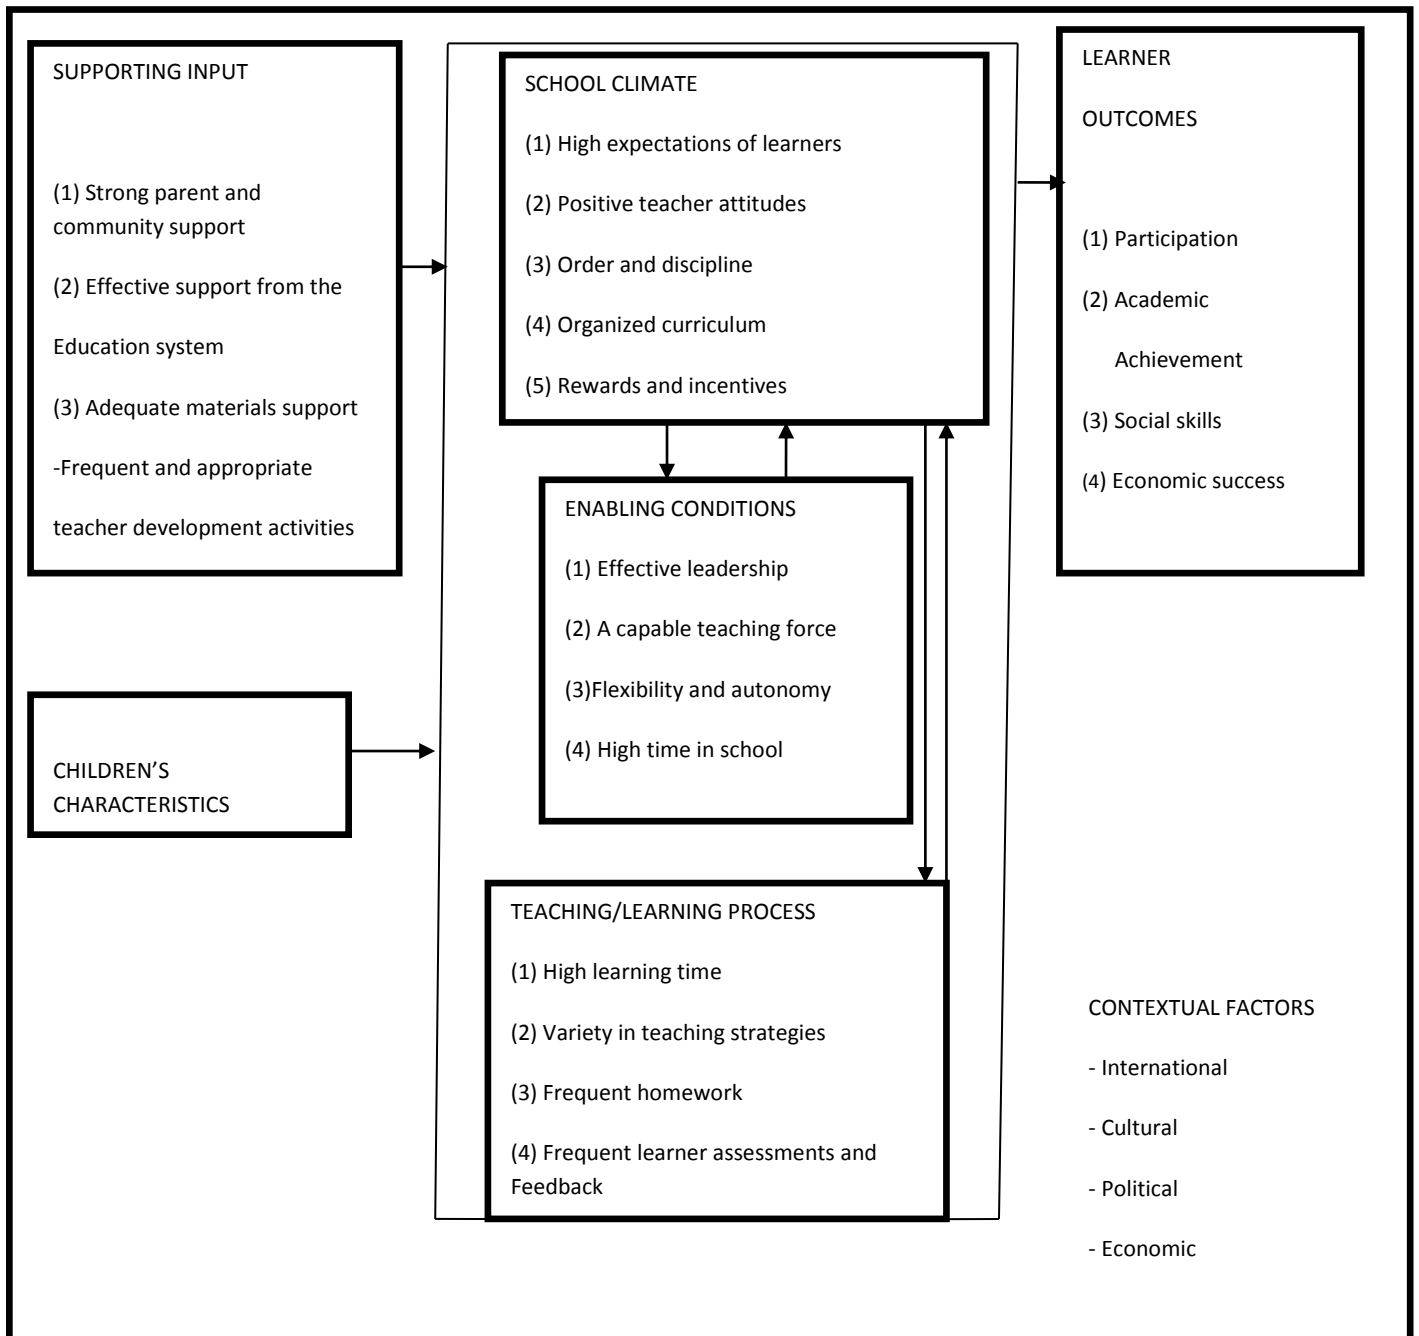 SUPPORTING INPUT
(1) Strong parent and
community support
(2) Effective support from the
Education system
(3) Adequate materials support
-Frequent and appropriate
teacher development activities
CHILDREN’S
CHARACTERISTICS
SCHOOL CLIMATE
(1) High expectations of learners
(2) Positive teacher attitudes
(3) Order and discipline
(4) Organized curriculum
(5) Rewards and incentives
ENABLING CONDITIONS
(1) Effective leadership
(2) A capable teaching force
(3)Flexibility and autonomy
(4) High time in school
TEACHING/LEARNING PROCESS
(1) High learning time
(2) Variety in teaching strategies
(3) Frequent homework
(4) Frequent learner assessments and
Feedback
LEARNER
OUTCOMES
(1) Participation
(2) Academic
Achievement
(3) Social skills
(4) Economic success
CONTEXTUAL FACTORS
- International
- Cultural
- Political
- Economic